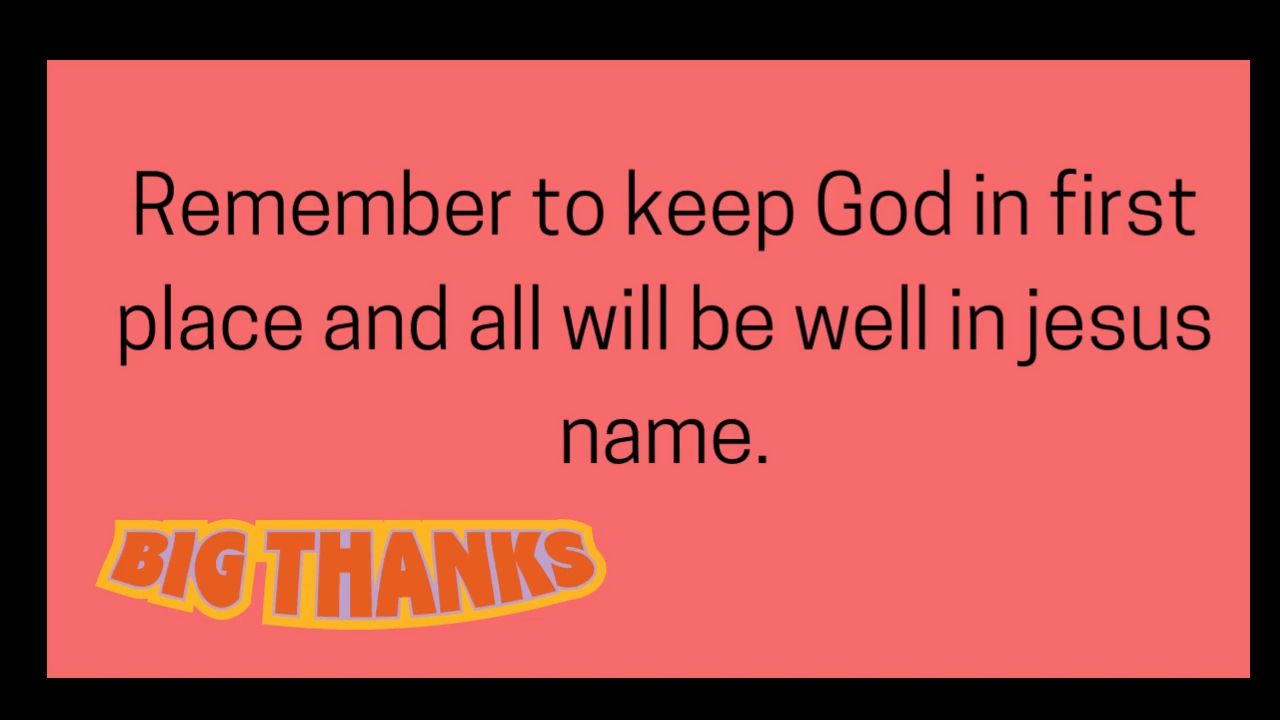 Remember to keep God in first
place and all will be well in jesus
name.
BIG THANKS